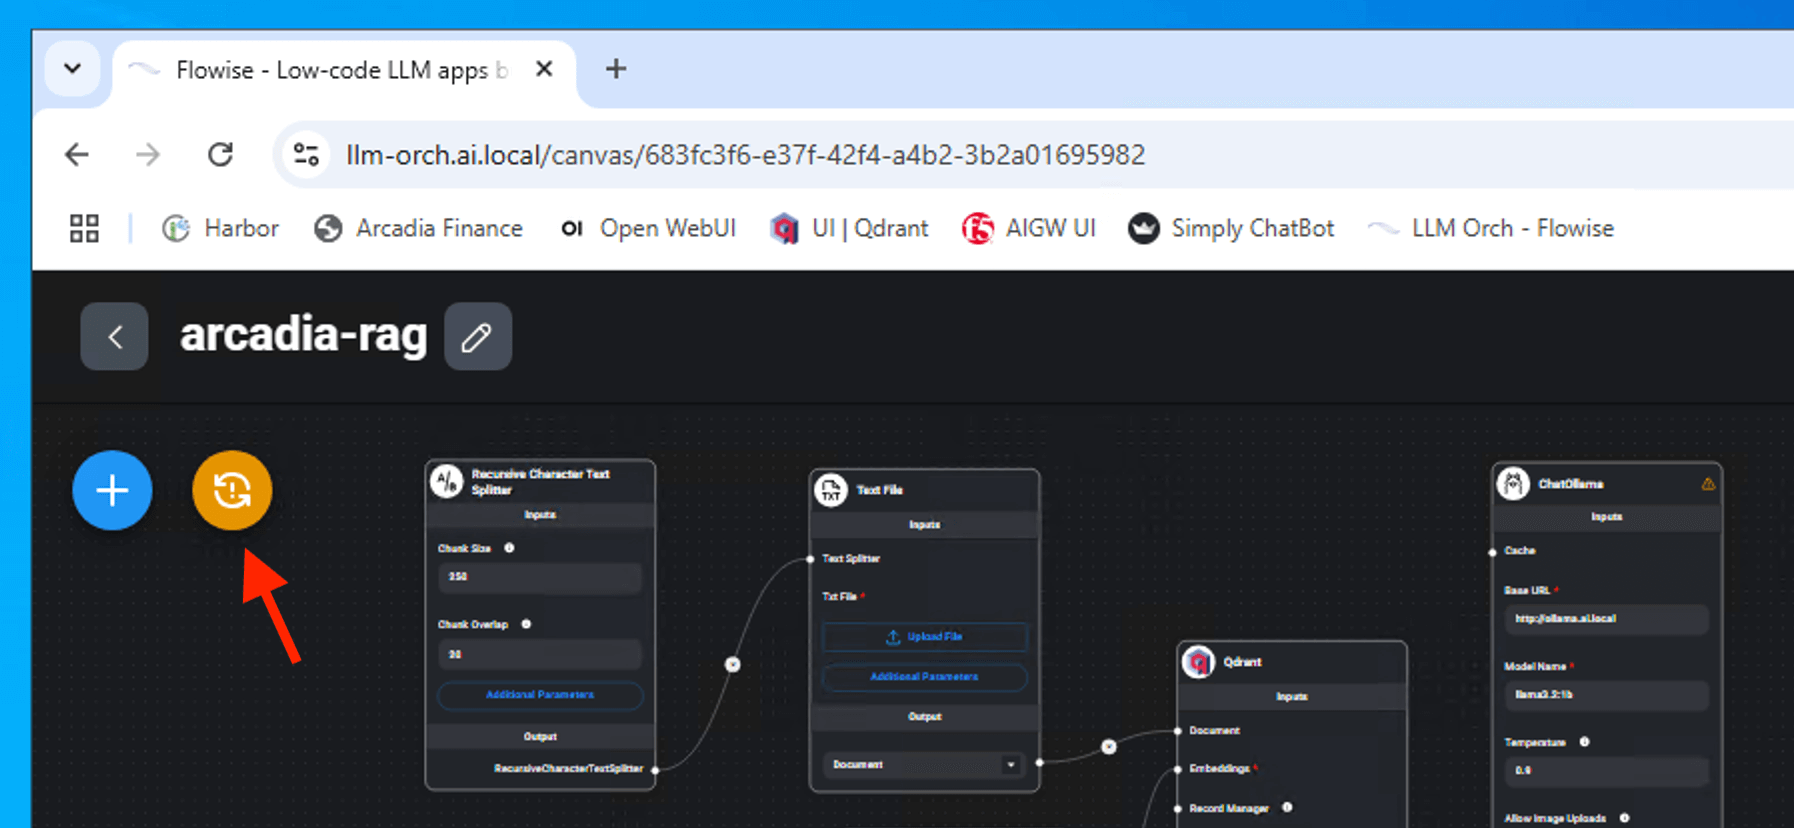 Flowise - Low-code LLM apps b
llm-orch.ai.local/canvas/683fc3f6-e37f-42f4-a4b2-3b2a01695982
Harbor
Arcadia Finance
OI Open WebUI
UI | Qdrant
AIGW UI
Simply ChatBot
LLM Orch - Flowise
arcadia-rag
A/B
Recursive Character Text
Splitter
Inputs
Chunk Size
250
Chunk Overlap
20
Additional Parameters
Output
RecursiveCharacterTextSplitter
TXT
Text File
Inputs
Text Splitter
Txt File *
Upload File
Additional Parameters
Output
Document
Qdrant
Inputs
Document
Embeddings *
Record Manager
ChatOllama
Inputs
Cache
Base URL *
http://ollama.ai.local
Model Name *
llama3.2:1b
Temperature
0.9
Allow Image Uploads